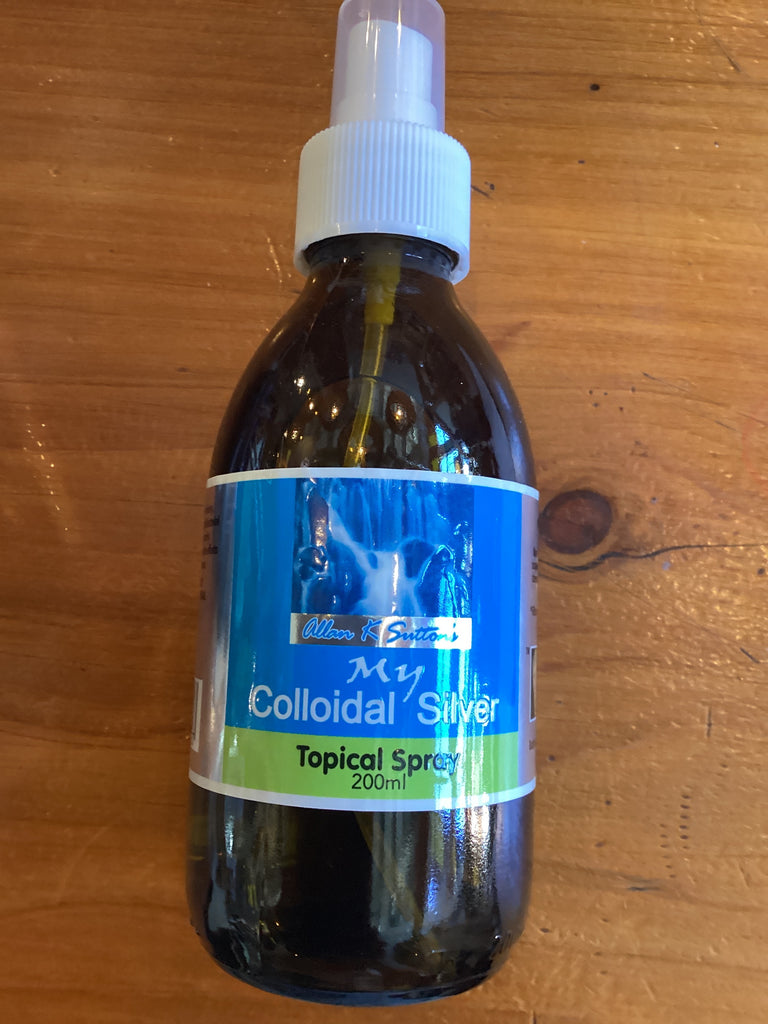 Allan K Sutton's
My
Colloidal Silver
Topical Spray
200ml